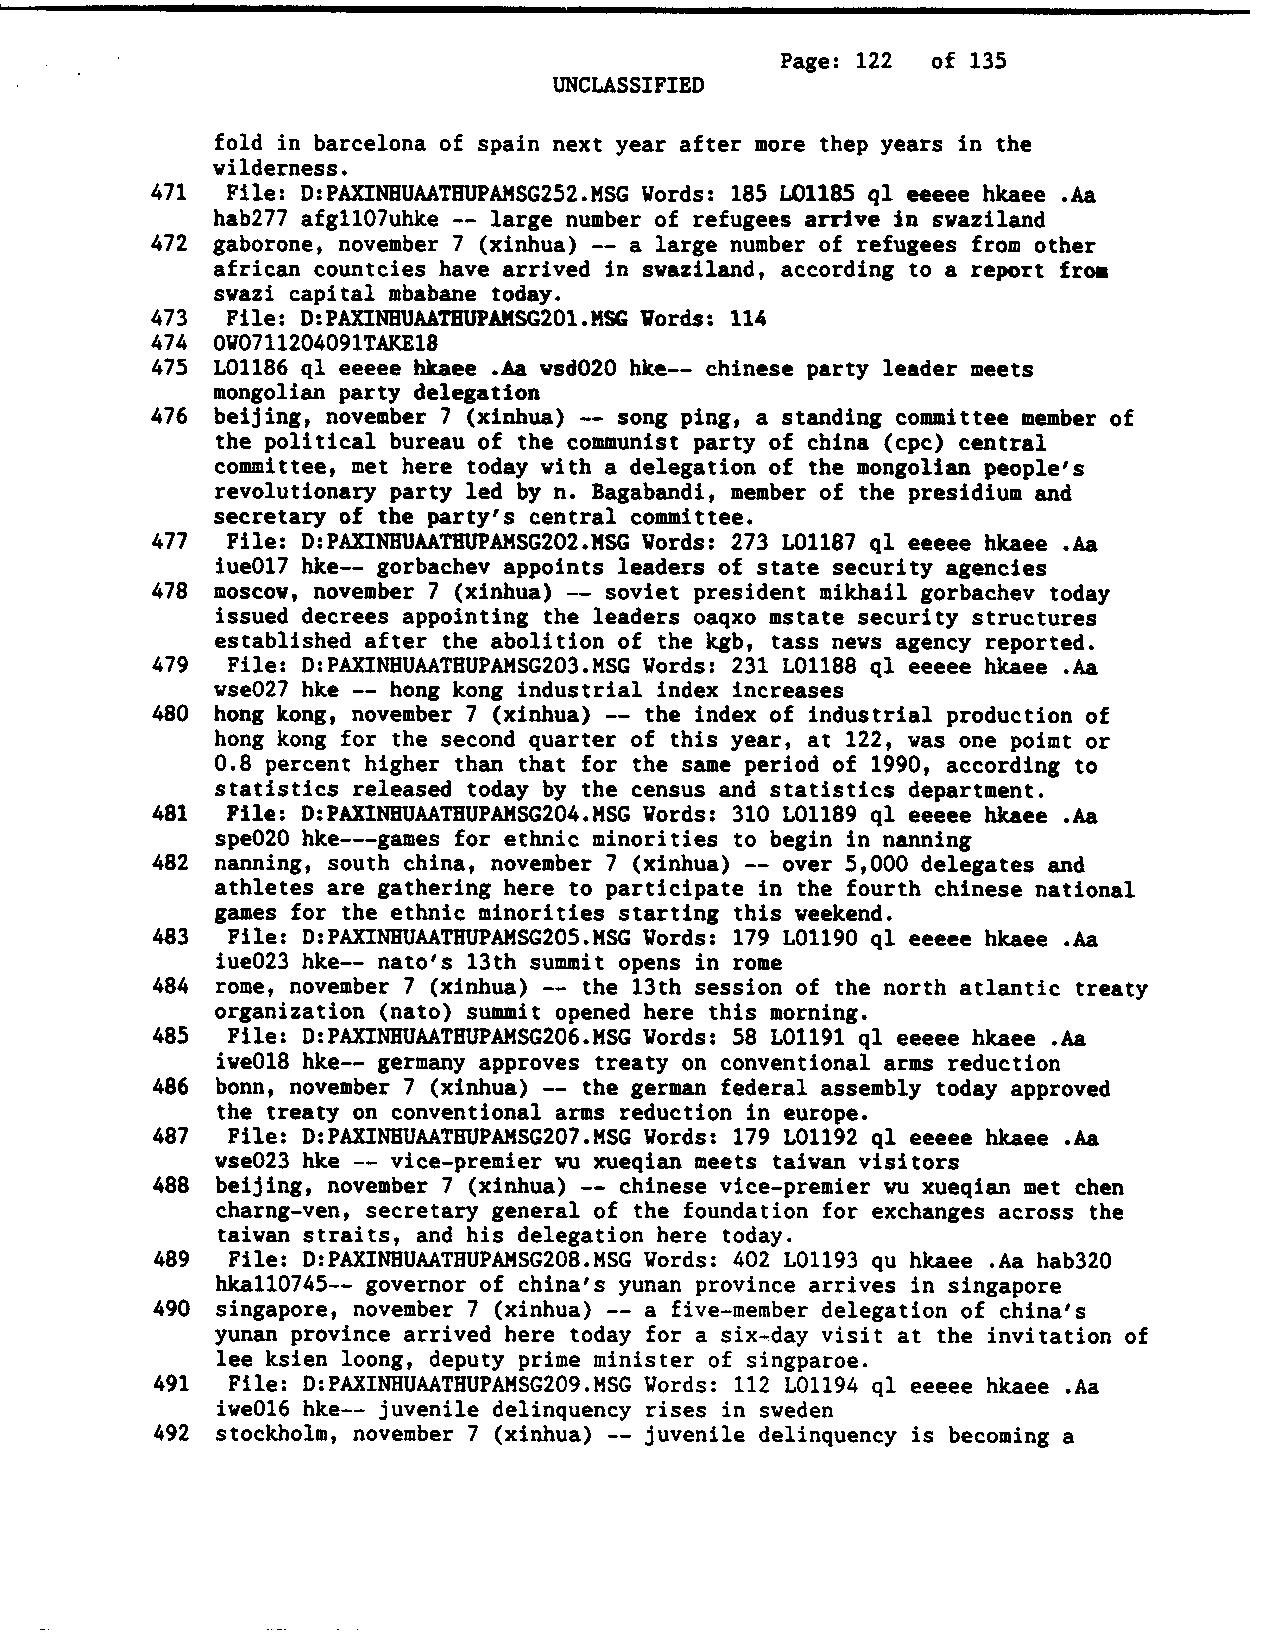 Page: 122 of 135
UNCLASSIFIED
fold in barcelona of spain next year after more thep years in the
wilderness.
471 File: D:PAXINHUAATHUPAMSG252.MSG Words: 185 LO1185 ql eeeee hkaee .Aa
hab277 afg1107uhke -- large number of refugees arrive in swaziland
472 gaborone, november 7 (xinhua) -- a large number of refugees from other
african countcies have arrived in swaziland, according to a report from
swazi capital mbabane today.
473 File: D:PAXINHUAATHUPAMSG201.MSG Words: 114
474 OW0711204091TAKE18
475 LO1186 ql eeeee hkaee .Aa wsd020 hke-- chinese party leader meets
mongolian party delegation
476 beijing, november 7 (xinhua) -- song ping, a standing committee member of
the political bureau of the communist party of china (cpc) central
committee, met here today with a delegation of the mongolian people's
revolutionary party led by n. Bagabandi, member of the presidium and
secretary of the party's central committee.
477 File: D:PAXINHUAATHUPAMSG202.MSG Words: 273 LO1187 ql eeeee hkaee .Aa
iue017 hke-- gorbachev appoints leaders of state security agencies
478 moscow, november 7 (xinhua) -- soviet president mikhail gorbachev today
issued decrees appointing the leaders oaqxo mstate security structures
established after the abolition of the kgb, tass news agency reported.
479 File: D:PAXINHUAATHUPAMSG203.MSG Words: 231 LO1188 ql eeeee hkaee .Aa
wse027 hke -- hong kong industrial index increases
480 hong kong, november 7 (xinhua) -- the index of industrial production of
hong kong for the second quarter of this year, at 122, was one poimt or
0.8 percent higher than that for the same period of 1990, according to
statistics released today by the census and statistics department.
481 File: D:PAXINHUAATHUPAMSG204.MSG Words: 310 LO1189 ql eeeee hkaee .Aa
spe020 hke---games for ethnic minorities to begin in nanning
482 nanning, south china, november 7 (xinhua) -- over 5,000 delegates and
athletes are gathering here to participate in the fourth chinese national
games for the ethnic minorities starting this weekend.
483 File: D:PAXINHUAATHUPAMSG205.MSG Words: 179 LO1190 ql eeeee hkaee .Aa
iue023 hke-- nato's 13th summit opens in rome
484 rome, november 7 (xinhua) -- the 13th session of the north atlantic treaty
organization (nato) summit opened here this morning.
485 File: D:PAXINHUAATHUPAMSG206.MSG Words: 58 LO1191 ql eeeee hkaee .Aa
iwe018 hke-- germany approves treaty on conventional arms reduction
486 bonn, november 7 (xinhua) -- the german federal assembly today approved
the treaty on conventional arms reduction in europe.
487 File: D:PAXINHUAATHUPAMSG207.MSG Words: 179 LO1192 ql eeeee hkaee .Aa
wse023 hke -- vice-premier wu xueqian meets taiwan visitors
488 beijing, november 7 (xinhua) -- chinese vice-premier wu xueqian met chen
charng-ven, secretary general of the foundation for exchanges across the
taiwan straits, and his delegation here today.
489 File: D:PAXINHUAATHUPAMSG208.MSG Words: 402 LO1193 qu hkaee .Aa hab320
hka110745-- governor of china's yunan province arrives in singapore
490 singapore, november 7 (xinhua) -- a five-member delegation of china's
yunan province arrived here today for a six-day visit at the invitation of
lee ksien loong, deputy prime minister of singparoe.
491 File: D:PAXINHUAATHUPAMSG209.MSG Words: 112 LO1194 ql eeeee hkaee .Aa
iwe016 hke-- juvenile delinquency rises in sweden
492 stockholm, november 7 (xinhua) -- juvenile delinquency is becoming a